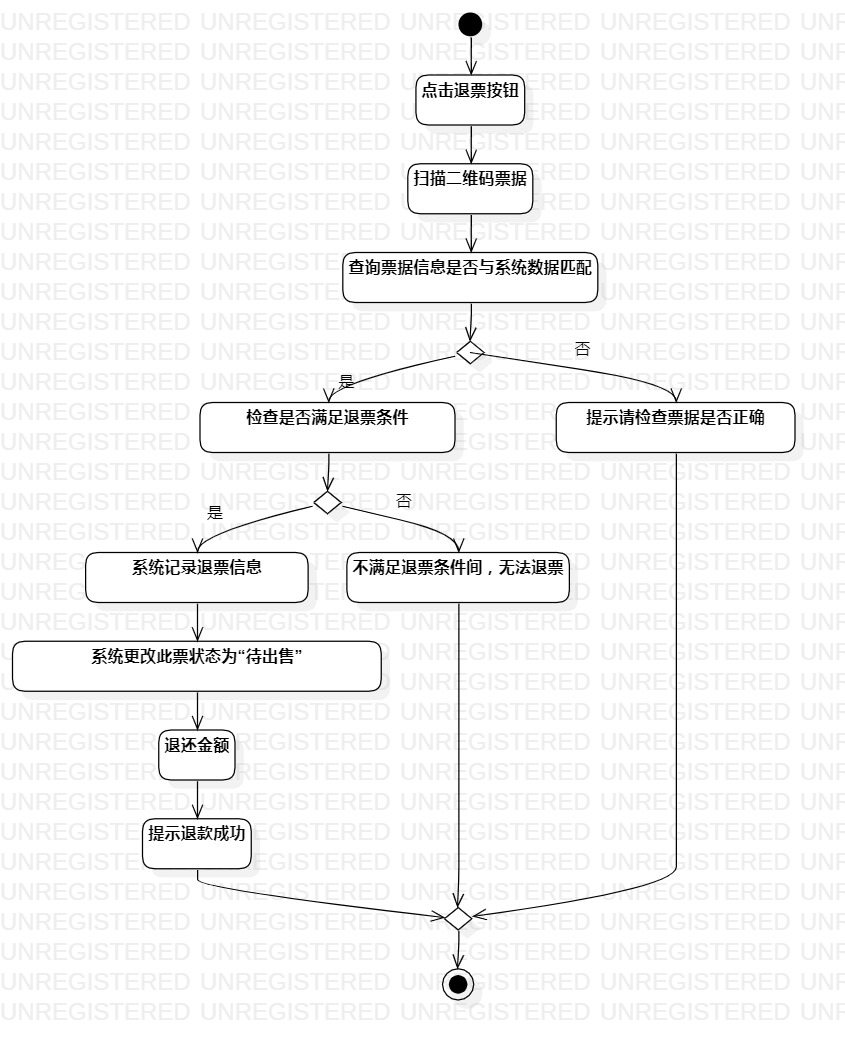 点击退票按钮
扫描二维码票据
查询票据信息是否与系统数据匹配
否
是
检查是否满足退票条件
提示请检查票据是否正确
是
否
系统记录退票信息
不满足退票条件间，无法退票
系统更改此票状态为“待出售”
退还金额
提示退款成功
UNREGISTERED